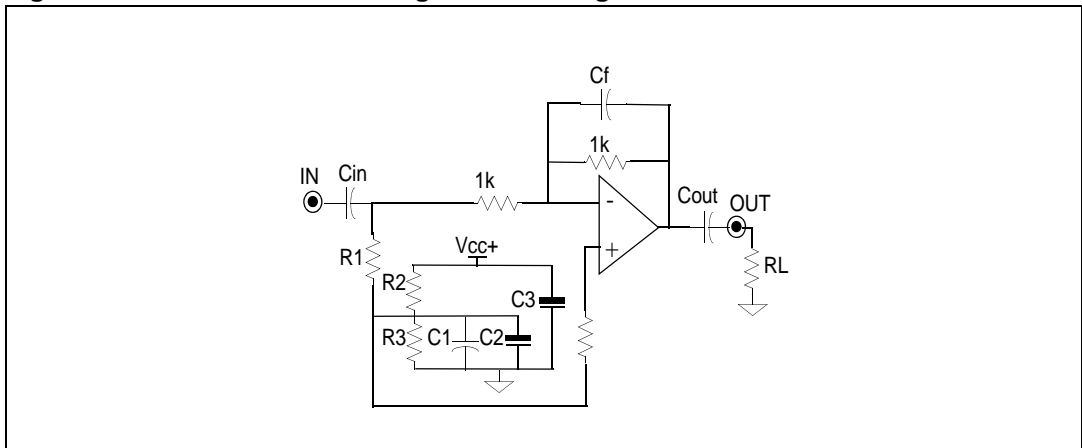 Cf
1k
IN
Cin
1k
-
Cout
OUT
R1
Vcc+
+
RL
R2
C3
R3
C1
C2